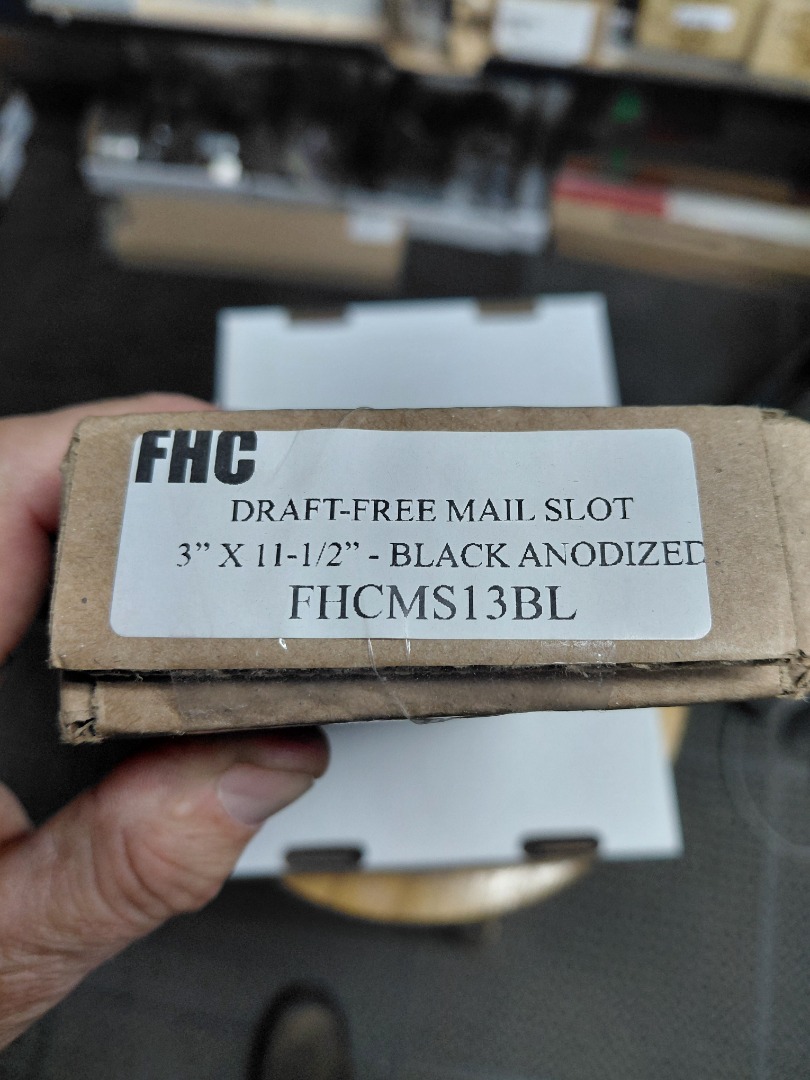 FHC
DRAFT-FREE MAIL SLOT
3” X 11-1/2” - BLACK ANODIZED
FHCMS13BL